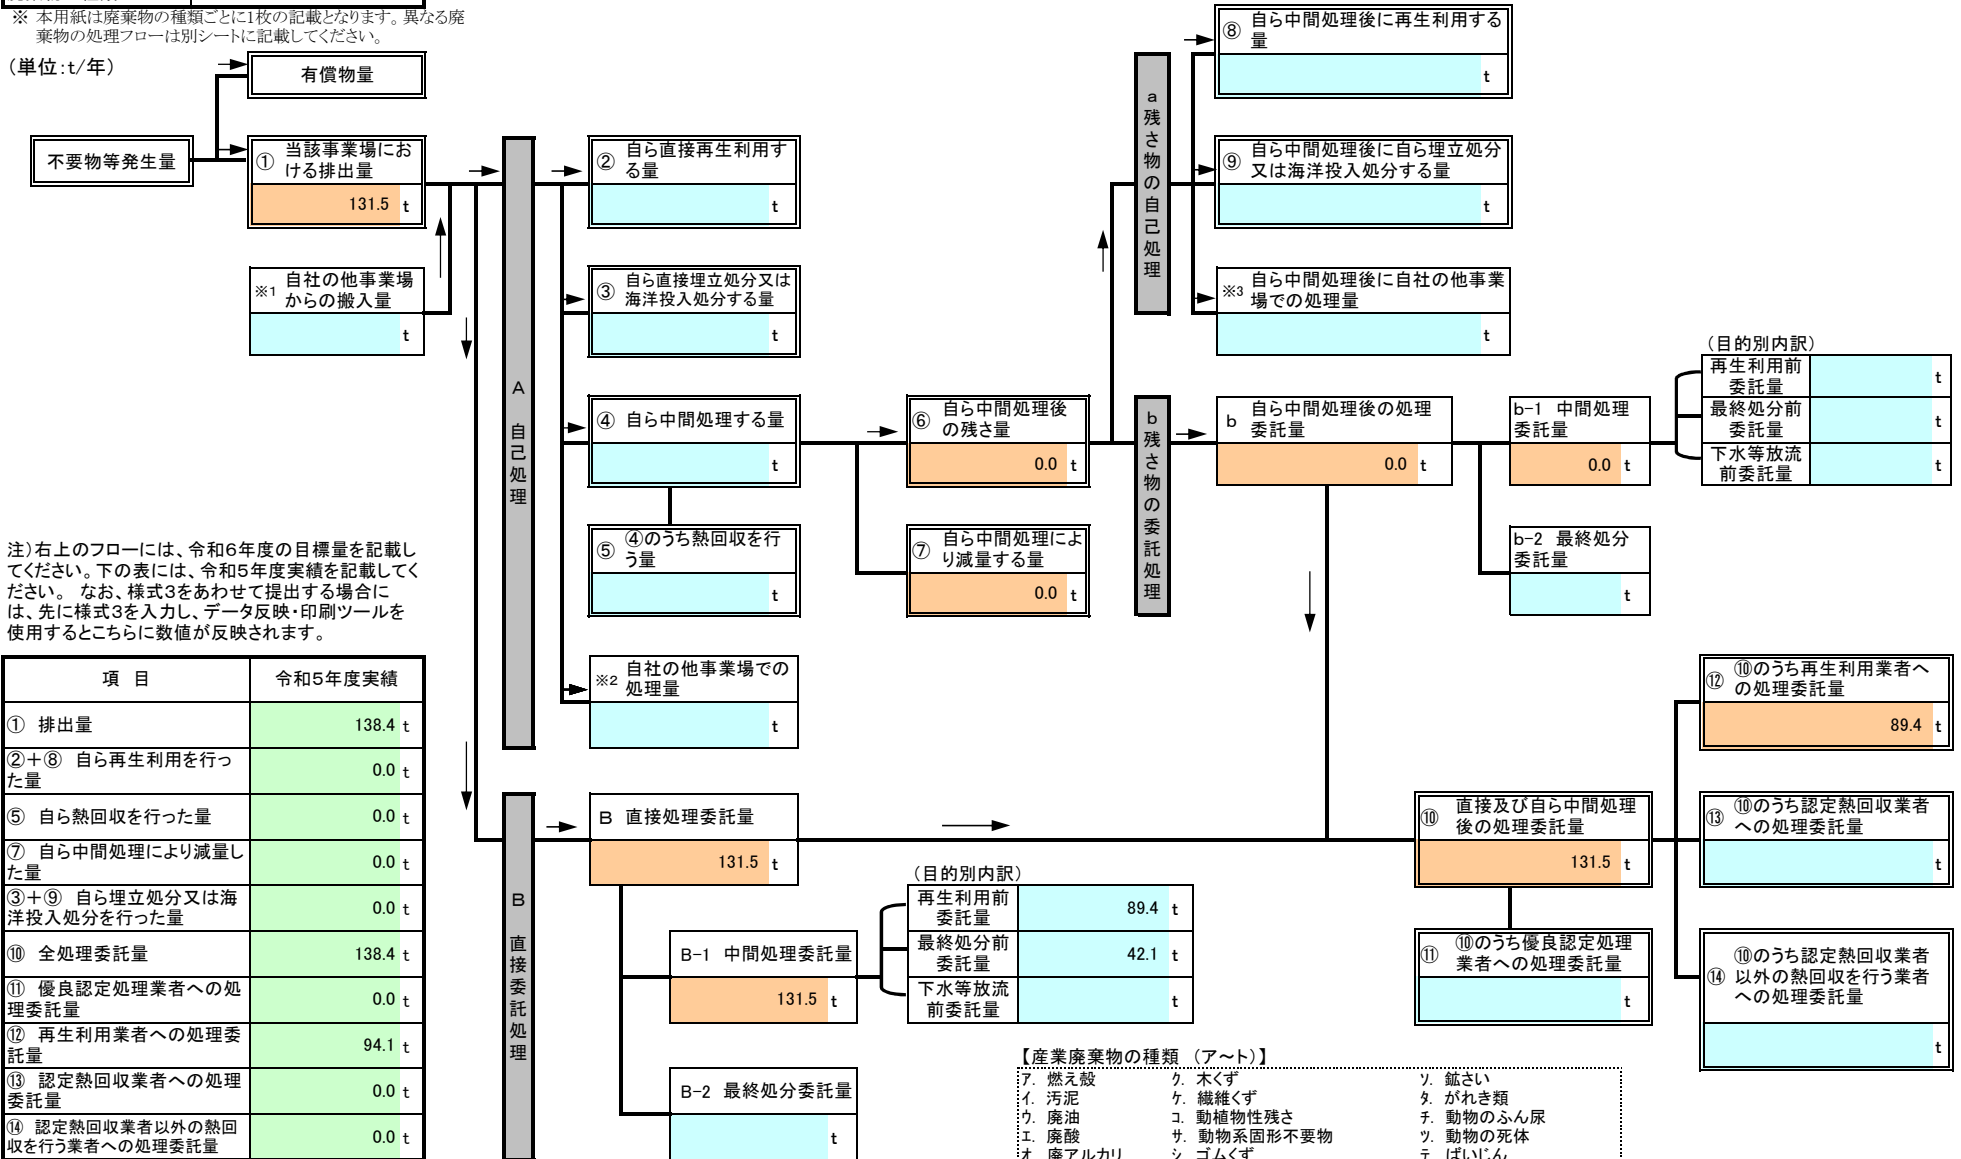 ※ 本用紙は廃棄物の種類ごとに1枚の記載となります。異なる廃
棄物の処理フローは別シートに記載してください。
(単位:t/年)
有償物量
不要物等発生量
① 当該事業場にお
ける排出量
131.5 t
※1 自社の他事業場
からの搬入量
t
A 自己処理
② 自ら直接再生利用す
る量
t
③ 自ら直接埋立処分又は
海洋投入処分する量
t
④ 自ら中間処理する量
t
⑤ ④のうち熱回収を行
う量
t
※2 自社の他事業場での
処理量
t
⑥ 自ら中間処理後
の残さ量
0.0 t
⑦ 自ら中間処理によ
り減量する量
0.0 t
a 残さ物の自己処理
⑧ 自ら中間処理後に再生利用する
量
t
⑨ 自ら中間処理後に自ら埋立処分
又は海洋投入処分する量
t
※3 自ら中間処理後に自社の他事業
場での処理量
t
b 残さ物の委託処理
b 自ら中間処理後の処理
委託量
0.0 t
b-1 中間処理
委託量
0.0 t
b-2 最終処分
委託量
t
(目的別内訳)
再生利用前
委託量
t
最終処分前
委託量
t
下水等放流
前委託量
t
注)右上のフローには、令和6年度の目標量を記載し
てください。下の表には、令和5年度実績を記載してく
ださい。 なお、様式3をあわせて提出する場合に
は、先に様式3を入力し、データ反映・印刷ツールを
使用するとこちらに数値が反映されます。
項 目 令和5年度実績
① 排出量 138.4 t
②+⑧ 自ら再生利用を行っ
た量 0.0 t
⑤ 自ら熱回収を行った量 0.0 t
⑦ 自ら中間処理により減量し
た量 0.0 t
③+⑨ 自ら埋立処分又は海
洋投入処分を行った量 0.0 t
⑩ 全処理委託量 138.4 t
⑪ 優良認定処理業者への処
理委託量 0.0 t
⑫ 再生利用業者への処理委
託量 94.1 t
⑬ 認定熱回収業者への処理
委託量 0.0 t
⑭ 認定熱回収業者以外の熱回
収を行う業者への処理委託量 0.0 t
B 直接委託処理
B 直接処理委託量
131.5 t
B-1 中間処理委託量
131.5 t
B-2 最終処分委託量
t
(目的別内訳)
再生利用前
委託量
89.4 t
最終処分前
委託量
42.1 t
下水等放流
前委託量
t
⑩ 直接及び自ら中間処理
後の処理委託量
131.5 t
⑪ ⑩のうち優良認定処理
業者への処理委託量
t
⑫ ⑩のうち再生利用業者へ
の処理委託量
89.4 t
⑬ ⑩のうち認定熱回収業者
への処理委託量
t
⑭ ⑩のうち認定熱回収業者
以外の熱回収を行う業者
への処理委託量
t
【産業廃棄物の種類 (ア～ト)】
ア. 燃え殻 ク. 木くず ソ. 鉱さい
イ. 汚泥 ケ. 繊維くず タ. がれき類
ウ. 廃油 コ. 動植物性残さ チ. 動物のふん尿
エ. 廃酸 サ. 動物系固形不要物 ツ. 動物の死体
オ. 廃アルカリ シ. ゴムくず テ. ばいじん